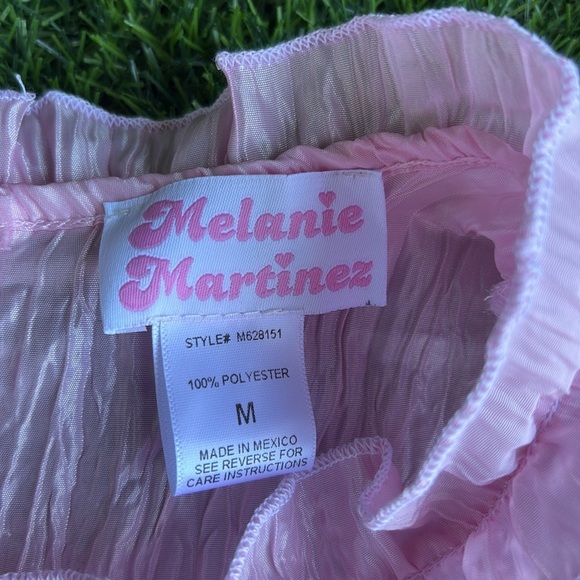 Melanie
Martinez
STYLE# M628151
100% POLYESTER
M
MADE IN MEXICO
SEE REVERSE FOR
CARE INSTRUCTIONS